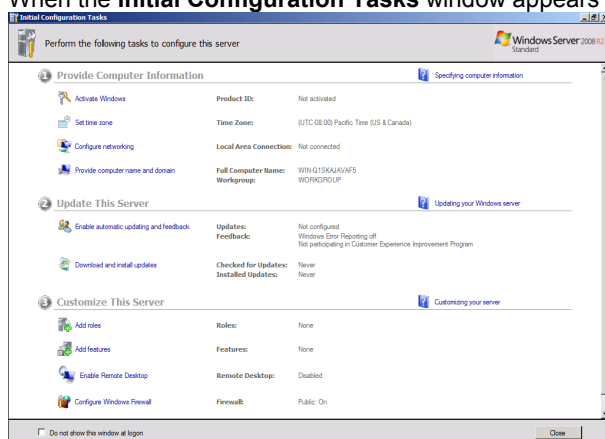 When the Initial Configuration Tasks window appears
Initial Configuration Tasks
Perform the following tasks to configure this server
Windows Server 2008 R2
Standard
1 Provide Computer Information
Specifying computer information
Activate Windows Product ID: Not activated
Set time zone Time Zone: (UTC-08:00) Pacific Time (US & Canada)
Configure networking Local Area Connection: Not connected
Provide computer name and domain Full Computer Name: WIN-Q1SKAJAVAF5
Workgroup: WORKGROUP
2 Update This Server
Updating your Windows server
Enable automatic updating and feedback Updates: Not configured
Feedback: Windows Error Reporting off
Not participating in Customer Experience Improvement Program
Download and install updates Checked for Updates: Never
Installed Updates: Never
3 Customize This Server
Customizing your server
Add roles Roles: None
Add features Features: None
Enable Remote Desktop Remote Desktop: Disabled
Configure Windows Firewall Firewall: Public: On
Do not show this window at logon
Close